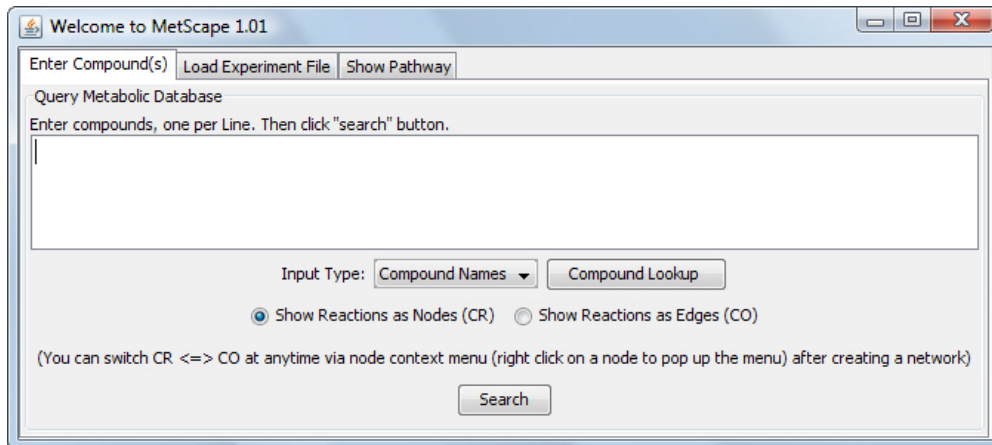 Welcome to MetScape 1.01
Enter Compound(s) Load Experiment File Show Pathway
Query Metabolic Database
Enter compounds, one per Line. Then click "search" button.
Input Type: Compound Names Compound Lookup
Show Reactions as Nodes (CR) Show Reactions as Edges (CO)
(You can switch CR <=> CO at anytime via node context menu (right click on a node to pop up the menu) after creating a network)
Search